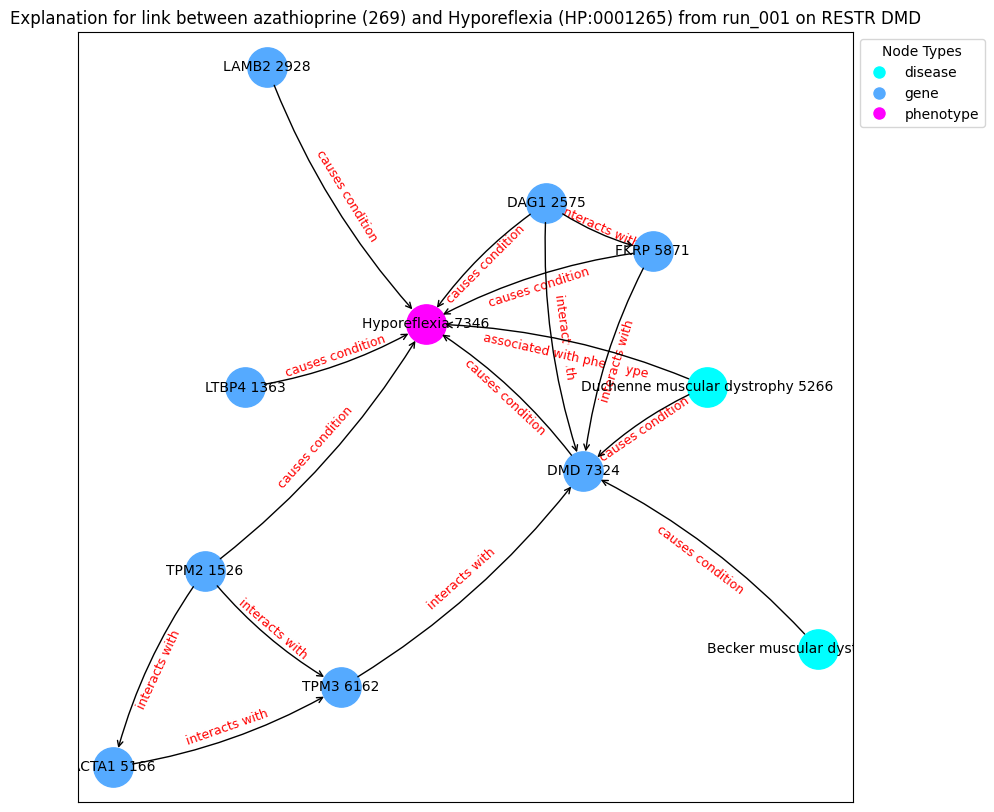 Explanation for link between azathioprine (269) and Hyporeflexia (HP:0001265) from run_001 on RESTR DMD
Node Types
disease
gene
phenotype
LAMB2 2928
causes condition
DAG1 2575
interacts with
FKRP 5871
causes condition
causes condition
interacts with
Hyporeflexia 7346
associated with phenotype
interacts with
causes condition
LTBP4 1363
Duchenne muscular dystrophy 5266
causes condition
causes condition
causes condition
DMD 7324
causes condition
TPM2 1526
interacts with
interacts with
Becker muscular dyst
interacts with
TPM3 6162
interacts with
ACTA1 5166